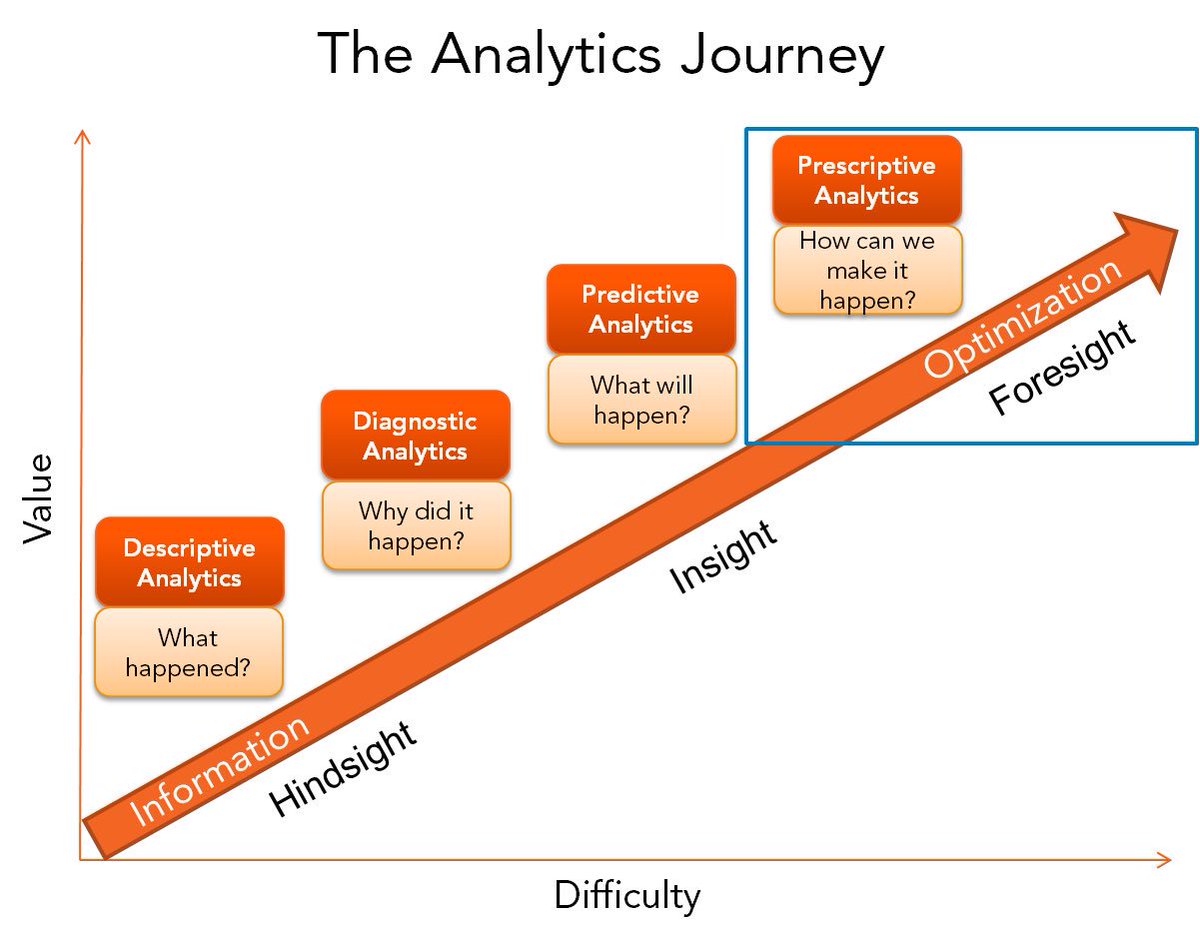 The Analytics Journey
Prescriptive
Analytics
How can we
make it
happen?
Predictive
Analytics
What will
happen?
Diagnostic
Analytics
Why did it
happen?
Descriptive
Analytics
What
happened?
Information
Optimization
Hindsight
Insight
Foresight
Value
Difficulty